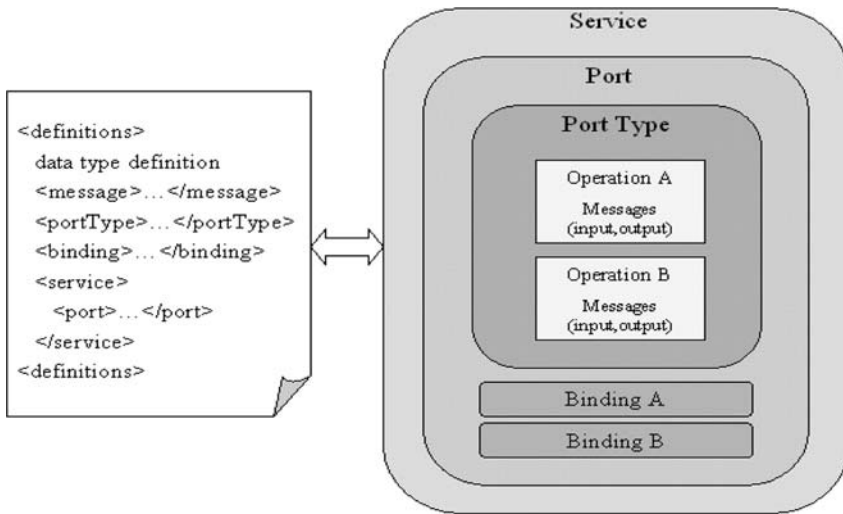 <definitions>
data type definition
<message>...</message>
<portType>...</portType>
<binding>...</binding>
<service>
<port>...</port>
</service>
<definitions>
Service
Port
Port Type
Operation A
Messages
(input,output)
Operation B
Messages
(input,output)
Binding A
Binding B